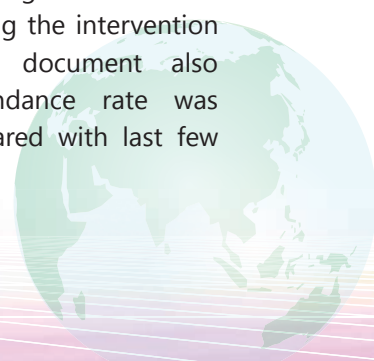 g the intervention
document also
ndance rate was
ared with last few